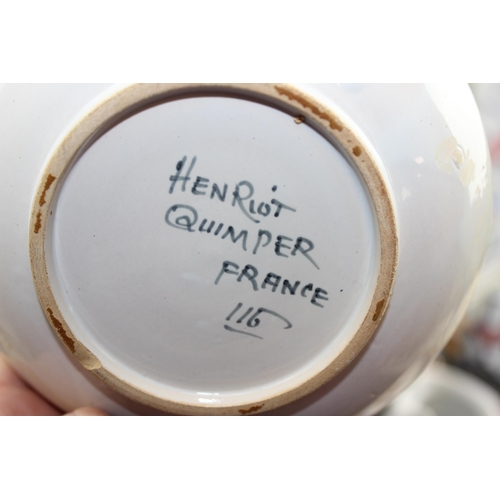 HENRIOT
QUIMPER
FRANCE
116